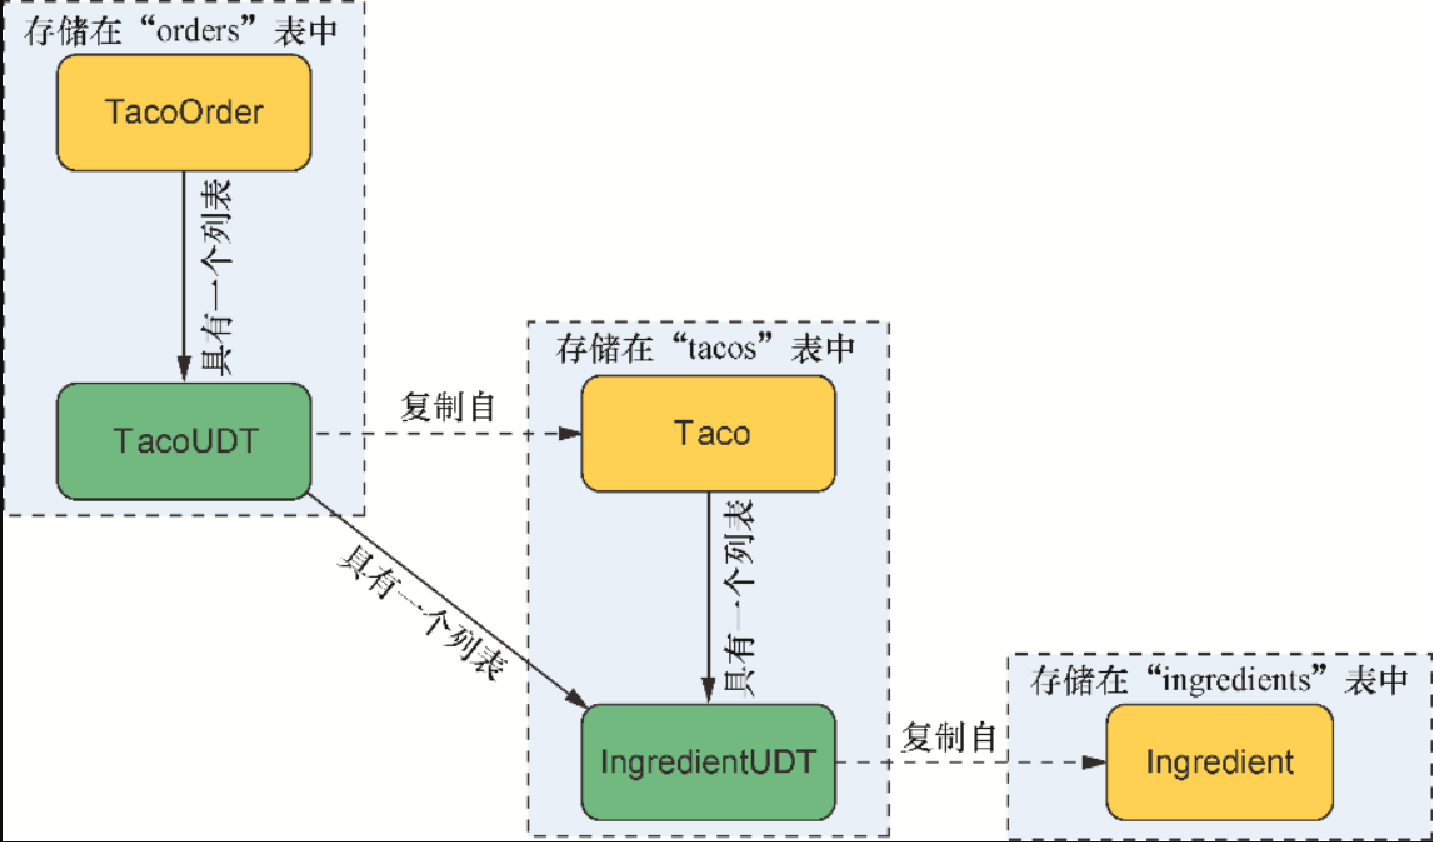 存储在“orders”表中
TacoOrder
具有一个列表
TacoUDT
复制自
具有一个列表
存储在“tacos”表中
Taco
具有一个列表
IngredientUDT
复制自
存储在“ingredients”表中
Ingredient